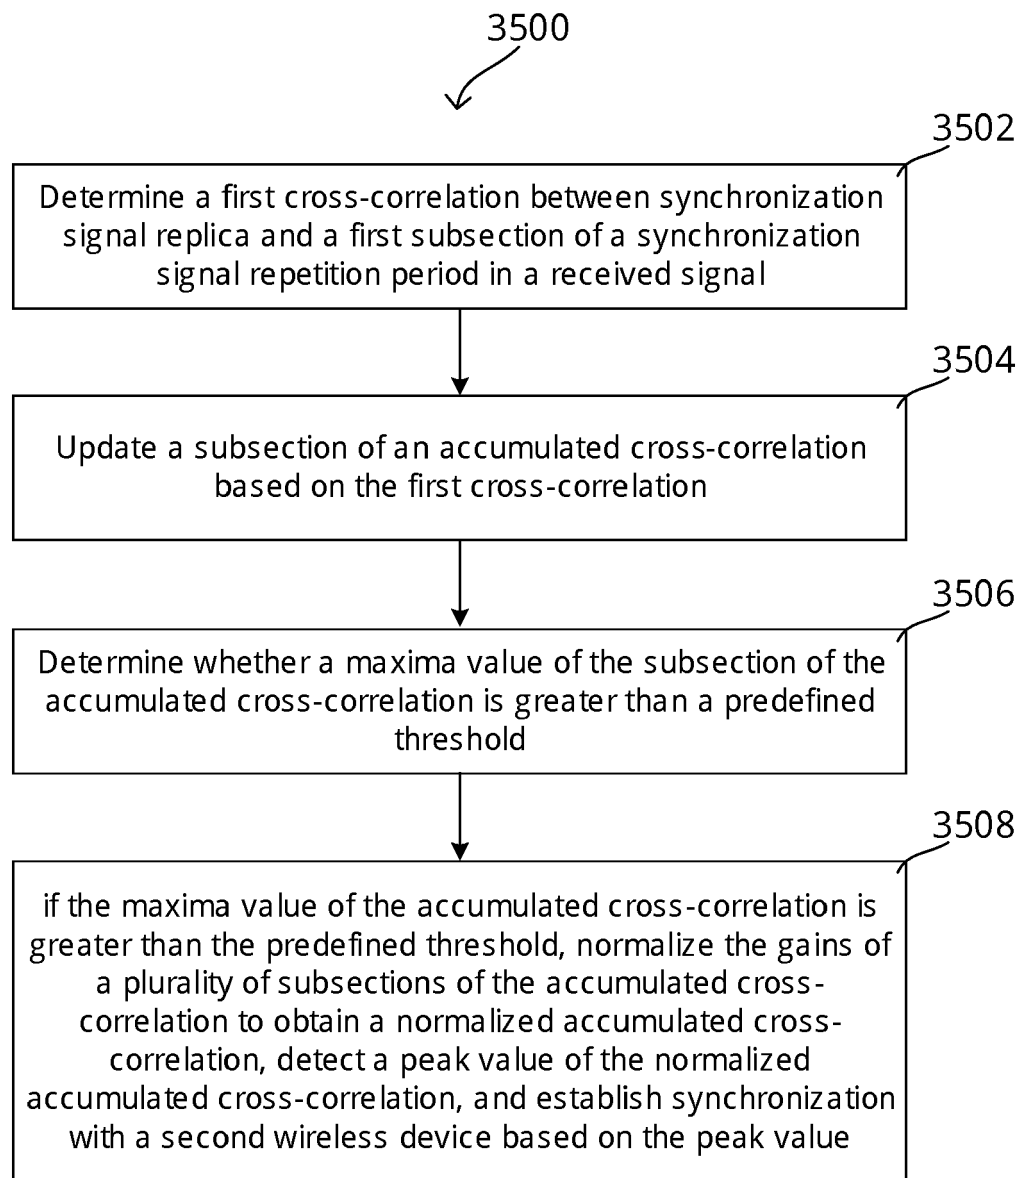 3500
3502
Determine a first cross-correlation between synchronization
signal replica and a first subsection of a synchronization
signal repetition period in a received signal
3504
Update a subsection of an accumulated cross-correlation
based on the first cross-correlation
3506
Determine whether a maxima value of the subsection of the
accumulated cross-correlation is greater than a predefined
threshold
3508
if the maxima value of the accumulated cross-correlation is
greater than the predefined threshold, normalize the gains of
a plurality of subsections of the accumulated cross-
correlation to obtain a normalized accumulated cross-
correlation, detect a peak value of the normalized
accumulated cross-correlation, and establish synchronization
with a second wireless device based on the peak value